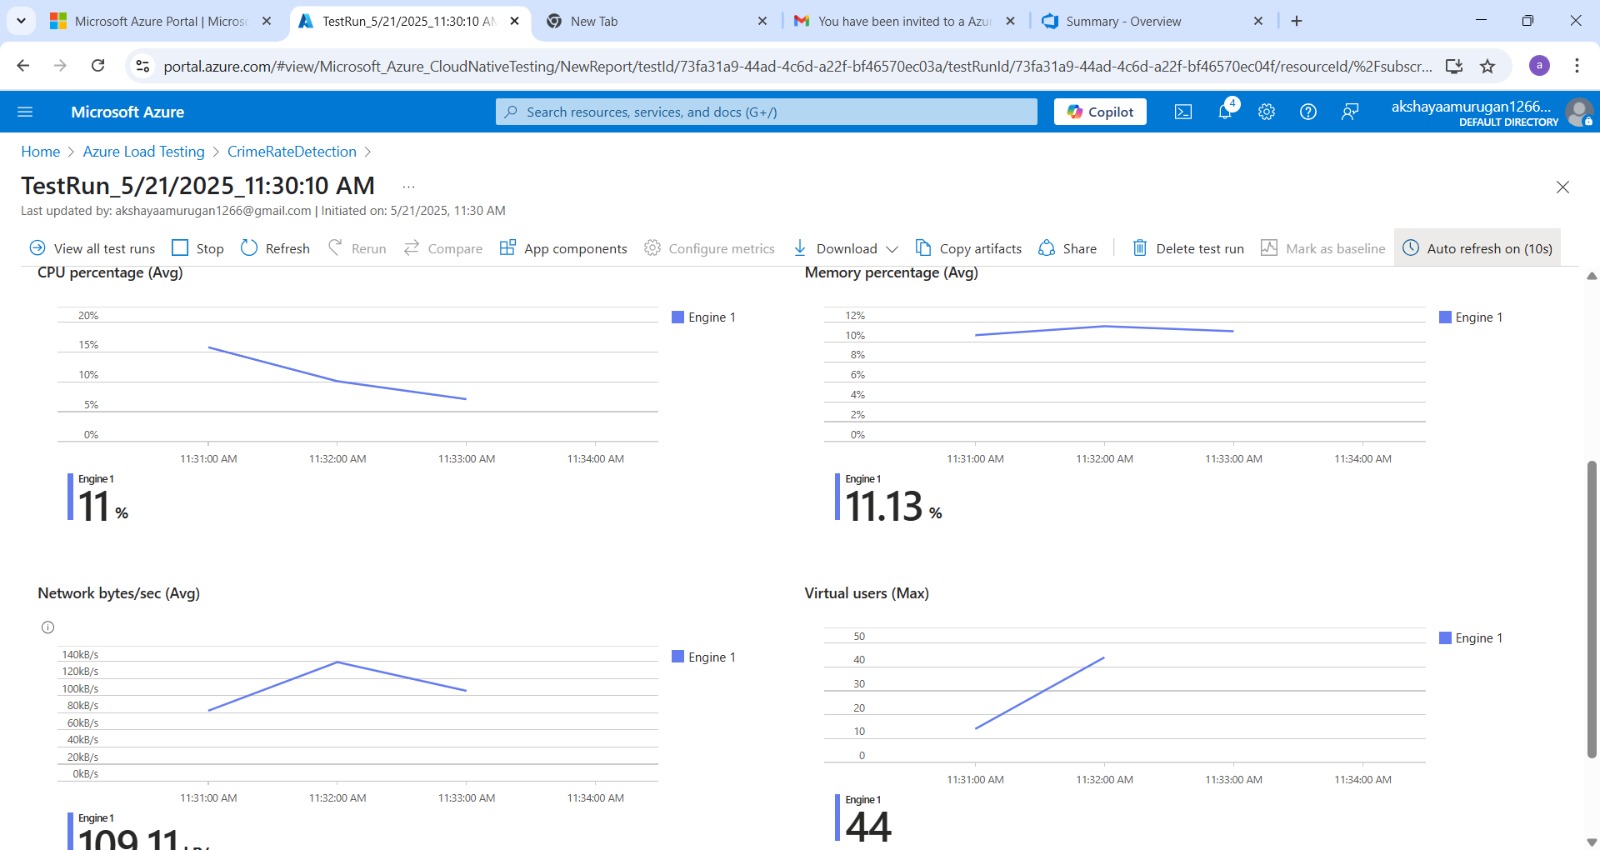 Microsoft Azure Portal | Micros
TestRun_5/21/2025_11:30:10 AM
New Tab
You have been invited to a Azu
Summary - Overview
portal.azure.com/#view/Microsoft_Azure_CloudNativeTesting/NewReport/testId/73fa31a9-44ad-4c6d-a22f-bf46570ec03a/testRunId/73fa31a9-44ad-4c6d-a22f-bf46570ec04f/resourceId/%2Fsubscr...
a
Microsoft Azure
Search resources, services, and docs (G+/)
Copilot
4
akshayaamurugan1266...
DEFAULT DIRECTORY
Home > Azure Load Testing > CrimeRateDetection >
TestRun_5/21/2025_11:30:10 AM ...
Last updated by: akshayaamurugan1266@gmail.com | Initiated on: 5/21/2025, 11:30 AM
View all test runs Stop Refresh Rerun Compare App components Configure metrics Download Copy artifacts Share Delete test run Mark as baseline Auto refresh on (10s)
CPU percentage (Avg)
20%
15%
10%
5%
0%
11:31:00 AM 11:32:00 AM 11:33:00 AM 11:34:00 AM
Engine 1
Engine 1
11 %
Memory percentage (Avg)
12%
10%
8%
6%
4%
2%
0%
11:31:00 AM 11:32:00 AM 11:33:00 AM 11:34:00 AM
Engine 1
Engine 1
11.13 %
Network bytes/sec (Avg)
140kB/s
120kB/s
100kB/s
80kB/s
60kB/s
40kB/s
20kB/s
0kB/s
11:31:00 AM 11:32:00 AM 11:33:00 AM 11:34:00 AM
Engine 1
Engine 1
109.11
Virtual users (Max)
50
40
30
20
10
0
11:31:00 AM 11:32:00 AM 11:33:00 AM 11:34:00 AM
Engine 1
Engine 1
44